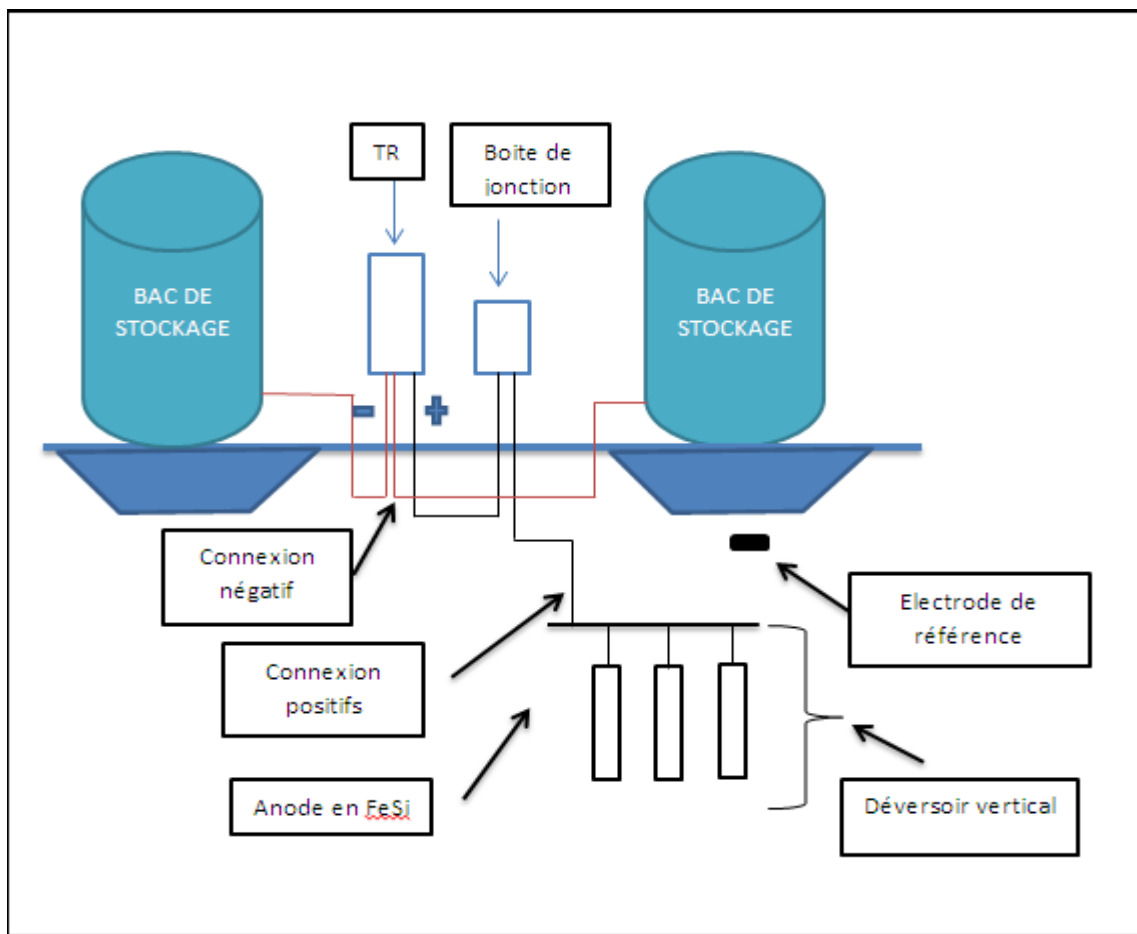 TR
Boite de
jonction
BAC DE
STOCKAGE
BAC DE
STOCKAGE
-
+
Connexion
négatif
Electrode de
référence
Connexion
positifs
Anode en FeSi
Déversoir vertical